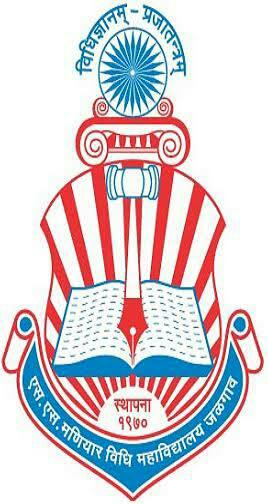 विधिज्ञानम् - प्रजातन्त्रम्
स्थापना
१९७०
एस.एस.मणियार विधि महाविद्यालय जळगाव